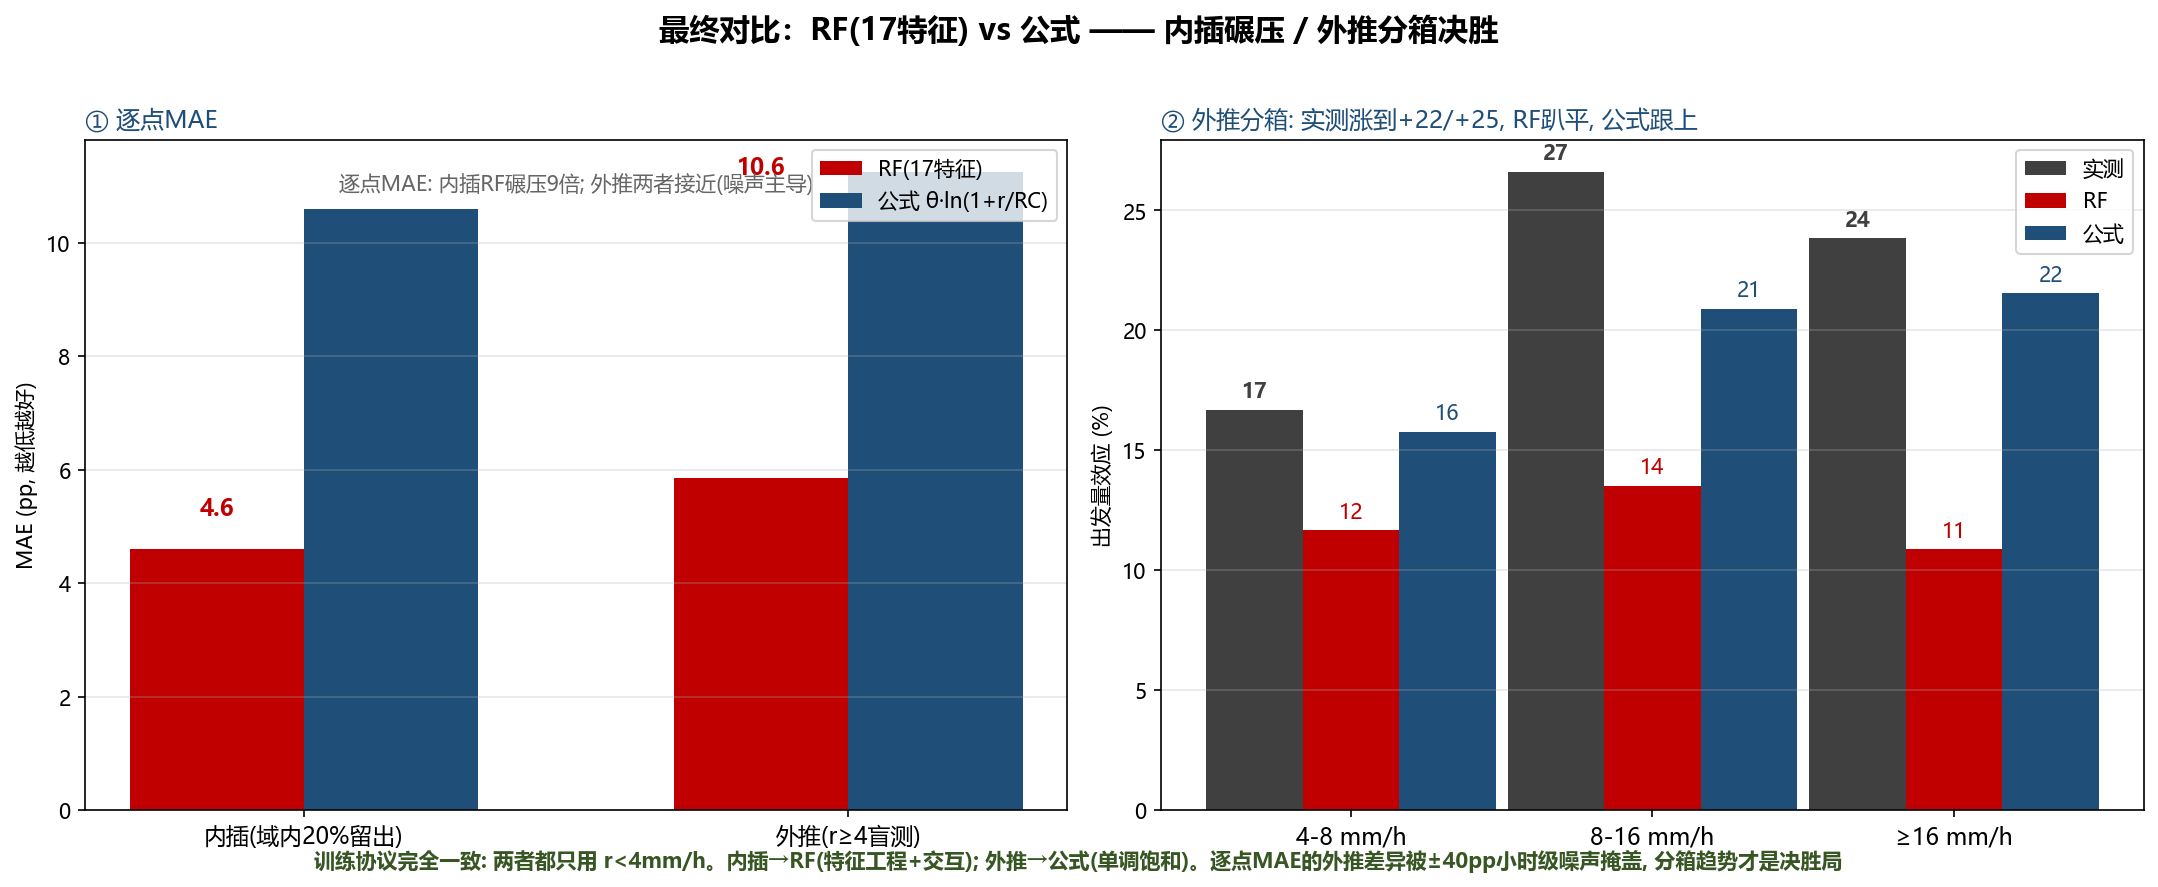 最终对比：RF(17特征) vs 公式 —— 内插碾压 / 外推分箱决胜
① 逐点MAE
MAE (pp, 越低越好)
10
8
6
4
2
0
逐点MAE: 内插RF碾压9倍; 外推两者接近(噪声主导)
10.6
4.6
RF(17特征)
公式 θ·ln(1+r/RC)
内插(域内20%留出)
外推(r≥4盲测)
② 外推分箱: 实测涨到+22/+25, RF趴平, 公式跟上
出发量效应 (%)
25
20
15
10
5
0
17
12
16
27
14
21
24
11
22
实测
RF
公式
4-8 mm/h
8-16 mm/h
≥16 mm/h
训练协议完全一致: 两者都只用 r<4mm/h。内插→RF(特征工程+交互); 外推→公式(单调饱和)。逐点MAE的外推差异被±40pp小时级噪声掩盖, 分箱趋势才是决胜局